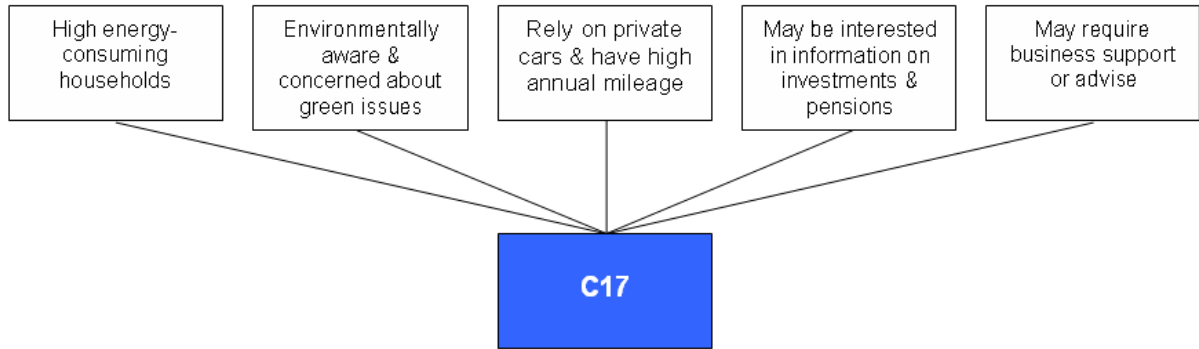 High energy-
consuming
households
Environmentally
aware &
concerned about
green issues
Rely on private
cars & have high
annual mileage
May be interested
in information on
investments &
pensions
May require
business support
or advise
C17